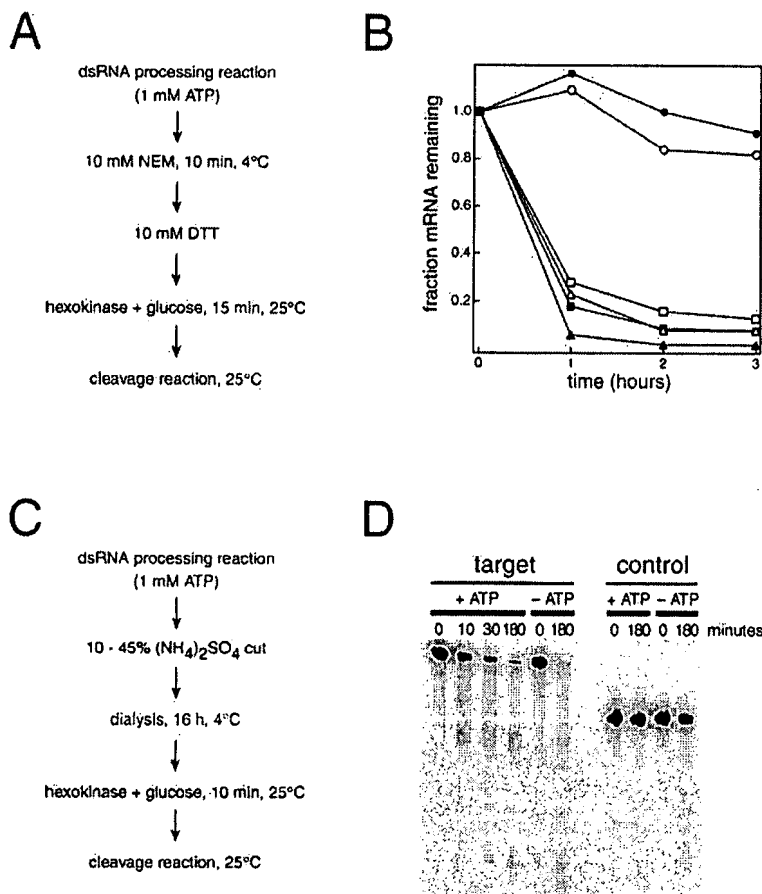 A
dsRNA processing reaction
(1 mM ATP)
10 mM NEM, 10 min, 4°C
10 mM DTT
hexokinase + glucose, 15 min, 25°C
cleavage reaction, 25°C
B
fraction mRNA remaining
1.0
0.8
0.6
0.4
0.2
0 1 2 3
time (hours)
C
dsRNA processing reaction
(1 mM ATP)
10 - 45% (NH4)2SO4 cut
dialysis, 16 h, 4°C
hexokinase + glucose, 10 min, 25°C
cleavage reaction, 25°C
D
target control
+ ATP – ATP + ATP – ATP
0 10 30 180 0 180 0 180 0 180 minutes